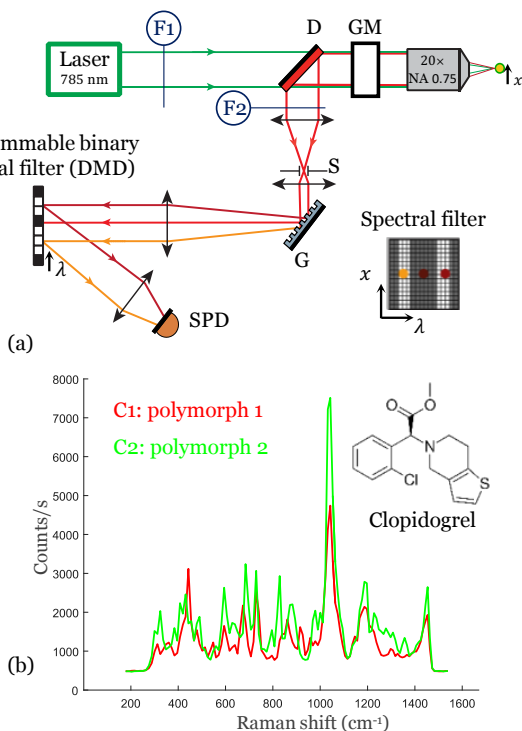 F1
D
GM
Laser
785 nm
20×
NA 0.75
x
F2
mmable binary
al filter (DMD)
S
G
λ
SPD
Spectral filter
x
λ
(a)
8000
7000
6000
5000
4000
3000
2000
1000
0
Counts/s
C1: polymorph 1
C2: polymorph 2
O
O
N
Cl
S
Clopidogrel
(b)
200
400
600
800
1000
1200
1400
1600
Raman shift (cm⁻¹)